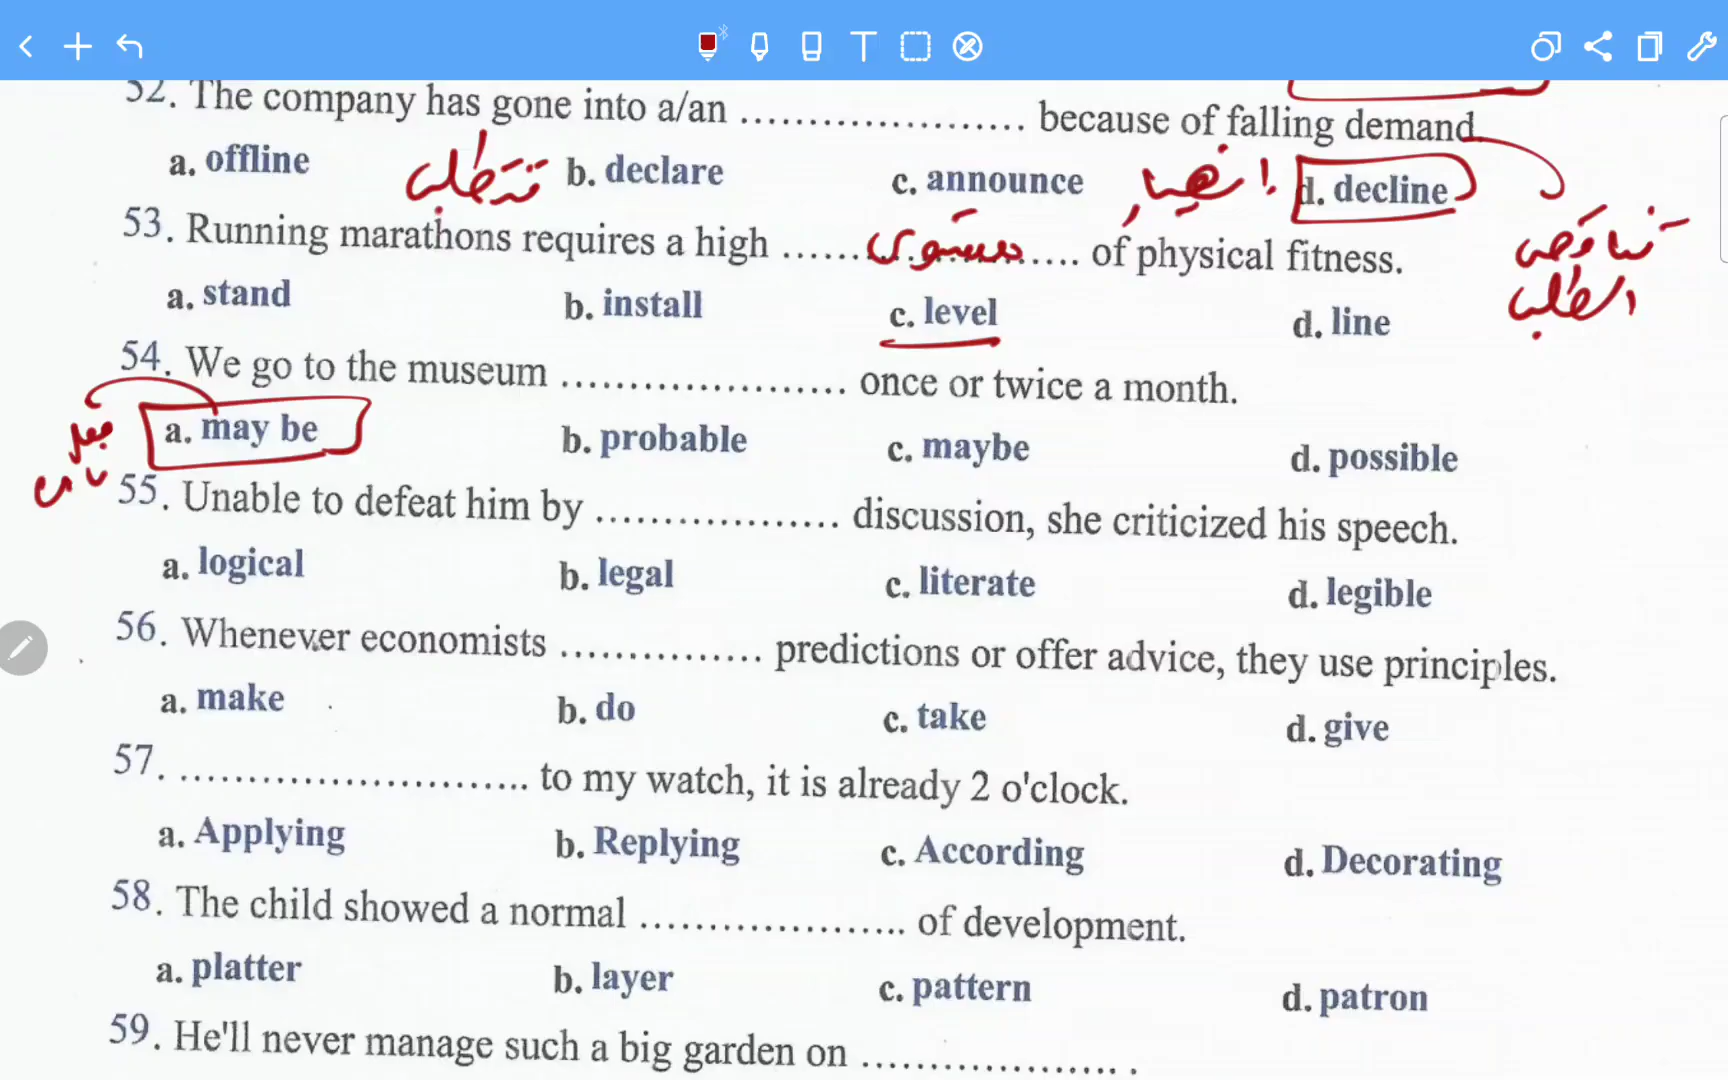 52. The company has gone into a/an ..................... because of falling demand
a. offline b. declare c. announce d. decline
تتطلب
53. Running marathons requires a high ...... مستوى ..... of physical fitness.
تناقص
الطلب
a. stand b. install c. level d. line
54. We go to the museum ..................... once or twice a month.
a. may be b. probable c. maybe d. possible
55. Unable to defeat him by .................. discussion, she criticized his speech.
a. logical b. legal c. literate d. legible
56. Whenever economists ............... predictions or offer advice, they use principles.
a. make b. do c. take d. give
57. .......................... to my watch, it is already 2 o'clock.
a. Applying b. Replying c. According d. Decorating
58. The child showed a normal .................... of development.
a. platter b. layer c. pattern d. patron
59. He'll never manage such a big garden on .................... .